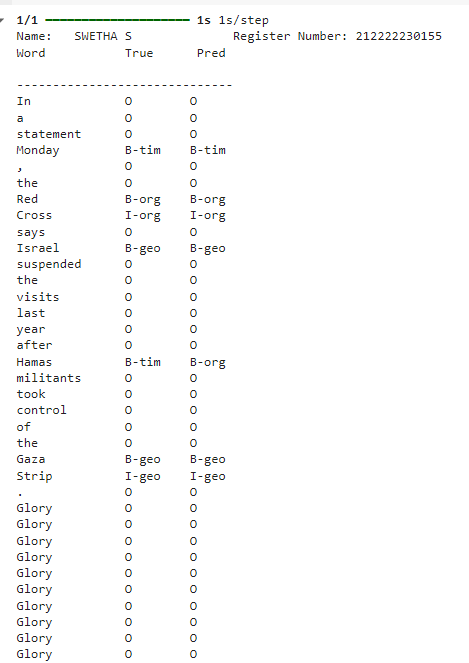 1/1 ━━━━━━━━━━━━━━━━━━━━ 1s 1s/step
Name: SWETHA S Register Number: 212222230155
Word True Pred
------------------------------
In O O
a O O
statement O O
Monday B-tim B-tim
, O O
the O O
Red B-org B-org
Cross I-org I-org
says O O
Israel B-geo B-geo
suspended O O
the O O
visits O O
last O O
year O O
after O O
Hamas B-tim B-org
militants O O
took O O
control O O
of O O
the O O
Gaza B-geo B-geo
Strip I-geo I-geo
. O O
Glory O O
Glory O O
Glory O O
Glory O O
Glory O O
Glory O O
Glory O O
Glory O O
Glory O O
Glory O O